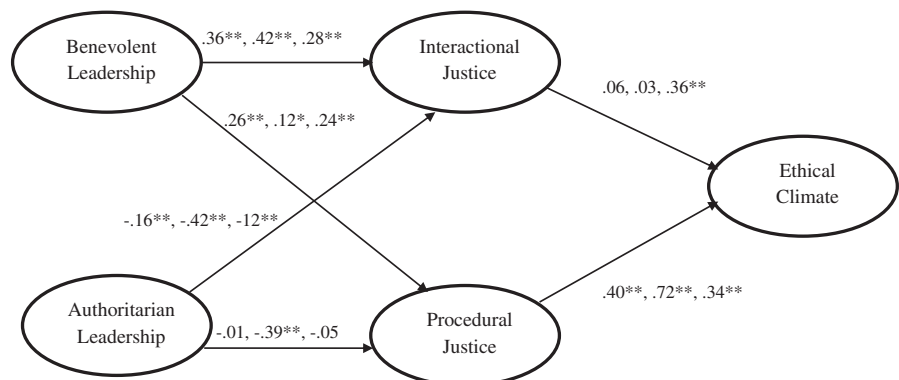 Benevolent
Leadership
.36**, .42**, .28**
Interactional
Justice
.06, .03, .36**
.26**, .12*, .24**
Ethical
Climate
-.16**, -.42**, -12**
.40**, .72**, .34**
Authoritarian
Leadership
-.01, -.39**, -.05
Procedural
Justice